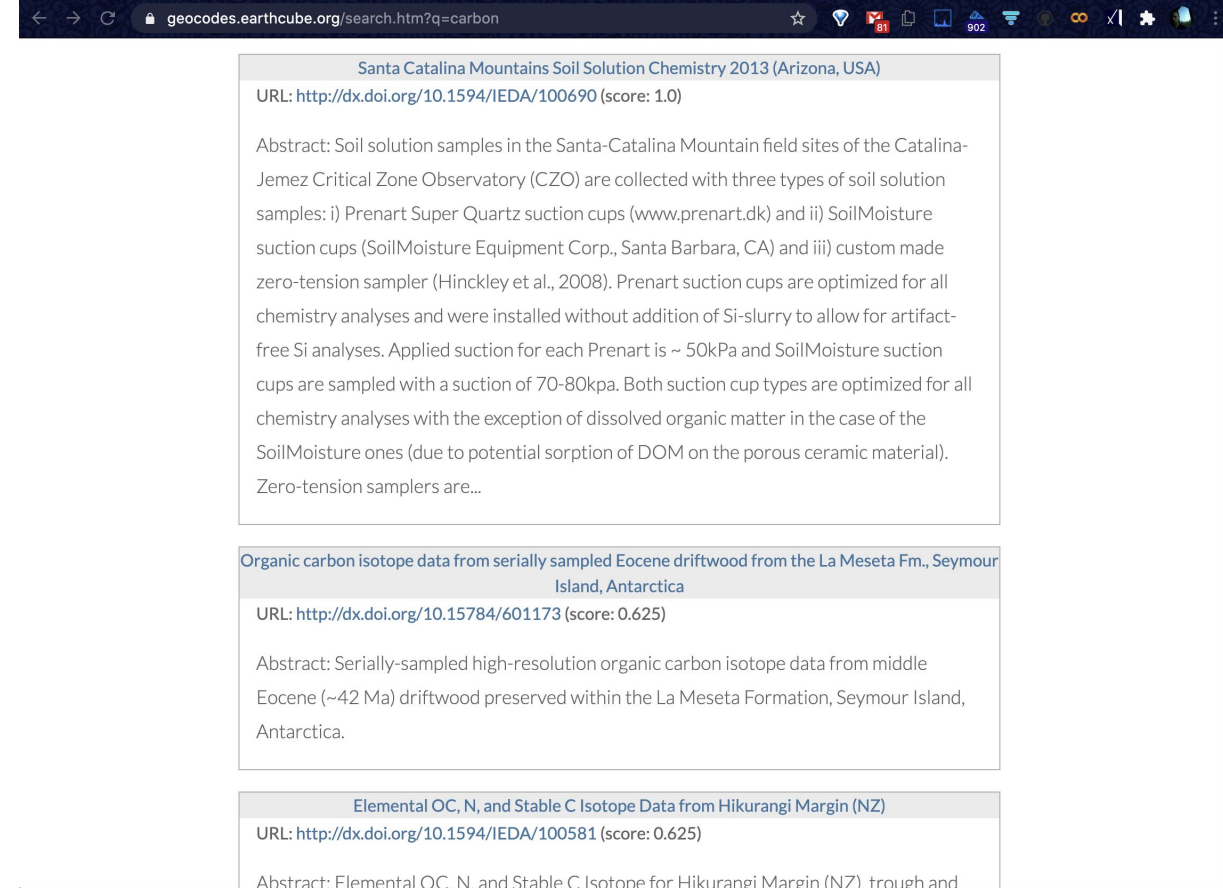 geocodes.earthcube.org/search.htm?q=carbon
81
902
Santa Catalina Mountains Soil Solution Chemistry 2013 (Arizona, USA)
URL: http://dx.doi.org/10.1594/IEDA/100690 (score: 1.0)
Abstract: Soil solution samples in the Santa-Catalina Mountain field sites of the Catalina-
Jemez Critical Zone Observatory (CZO) are collected with three types of soil solution
samples: i) Prenart Super Quartz suction cups (www.prenart.dk) and ii) SoilMoisture
suction cups (SoilMoisture Equipment Corp., Santa Barbara, CA) and iii) custom made
zero-tension sampler (Hinckley et al., 2008). Prenart suction cups are optimized for all
chemistry analyses and were installed without addition of Si-slurry to allow for artifact-
free Si analyses. Applied suction for each Prenart is ~ 50kPa and SoilMoisture suction
cups are sampled with a suction of 70-80kpa. Both suction cup types are optimized for all
chemistry analyses with the exception of dissolved organic matter in the case of the
SoilMoisture ones (due to potential sorption of DOM on the porous ceramic material).
Zero-tension samplers are...
Organic carbon isotope data from serially sampled Eocene driftwood from the La Meseta Fm., Seymour
Island, Antarctica
URL: http://dx.doi.org/10.15784/601173 (score: 0.625)
Abstract: Serially-sampled high-resolution organic carbon isotope data from middle
Eocene (~42 Ma) driftwood preserved within the La Meseta Formation, Seymour Island,
Antarctica.
Elemental OC, N, and Stable C Isotope Data from Hikurangi Margin (NZ)
URL: http://dx.doi.org/10.1594/IEDA/100581 (score: 0.625)
Abstract: Elemental OC, N, and Stable C Isotope for Hikurangi Margin (NZ), trough and